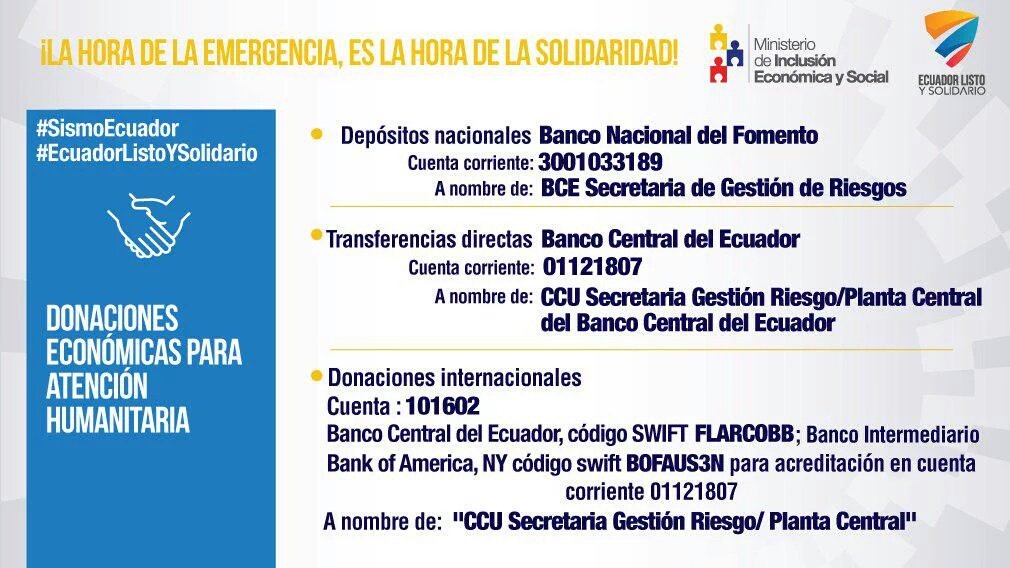 ¡LA HORA DE LA EMERGENCIA, ES LA HORA DE LA SOLIDARIDAD!
Ministerio
de Inclusión
Económica y Social
ECUADOR LISTO
Y SOLIDARIO
#SismoEcuador
#EcuadorListoYSolidario
DONACIONES
ECONÓMICAS PARA
ATENCIÓN
HUMANITARIA
Depósitos nacionales Banco Nacional del Fomento
Cuenta corriente: 3001033189
A nombre de: BCE Secretaria de Gestión de Riesgos
Transferencias directas Banco Central del Ecuador
Cuenta corriente: 01121807
A nombre de: CCU Secretaria Gestión Riesgo/Planta Central
del Banco Central del Ecuador
Donaciones internacionales
Cuenta : 101602
Banco Central del Ecuador, código SWIFT FLARCOBB; Banco Intermediario
Bank of America, NY código swift BOFAUS3N para acreditación en cuenta
corriente 01121807
A nombre de: "CCU Secretaria Gestión Riesgo/ Planta Central"